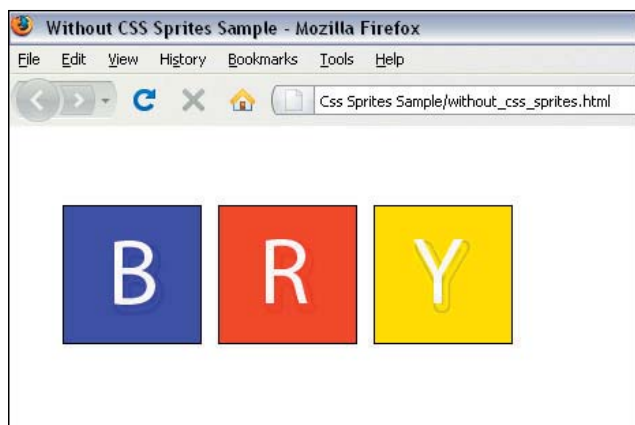 Without CSS Sprites Sample - Mozilla Firefox
File Edit View History Bookmarks Tools Help
Css Sprites Sample/without_css_sprites.html
B R Y